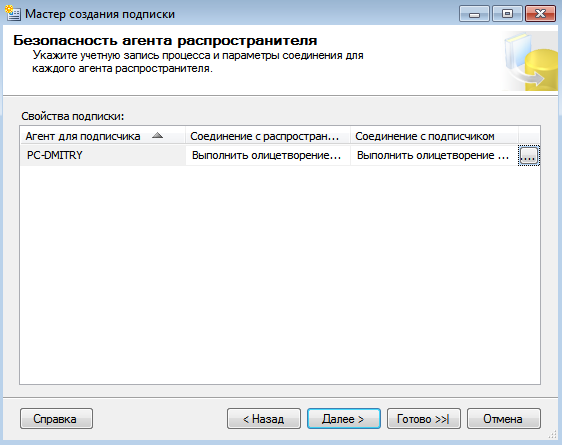 Мастер создания подписки
Безопасность агента распространителя
Укажите учетную запись процесса и параметры соединения для
каждого агента распространителя.
Свойства подписки:
Агент для подписчика Соединение с распростран... Соединение с подписчиком
PC-DMITRY Выполнить олицетворение... Выполнить олицетворение ... ...
Справка < Назад Далее > Готово >>| Отмена